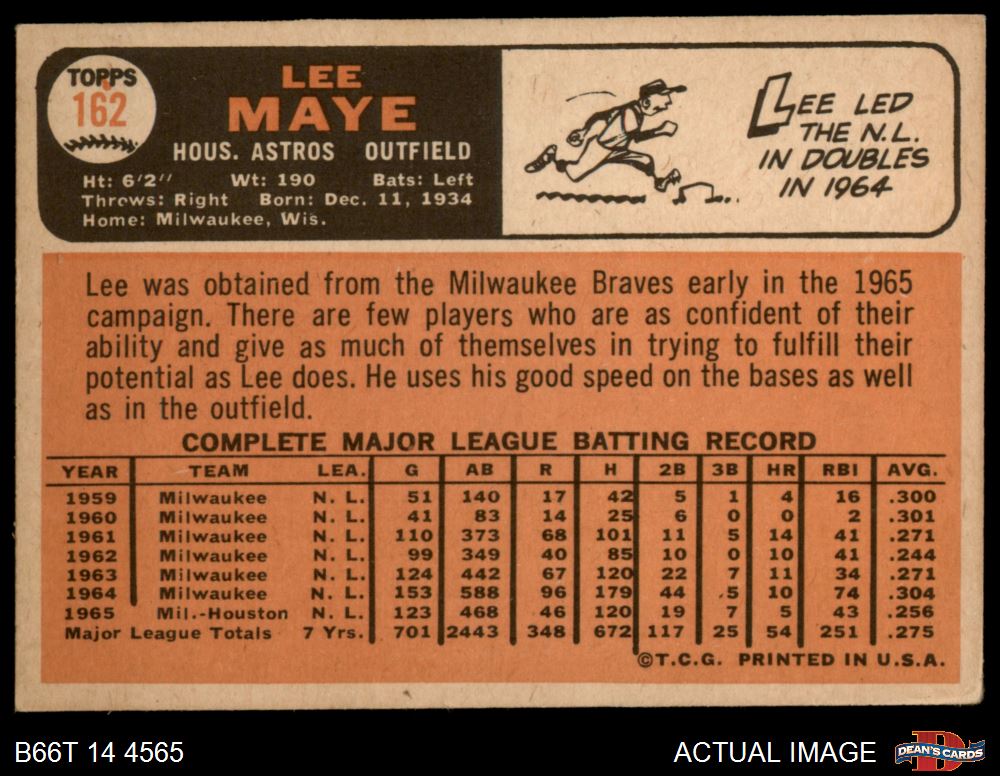 TOPPS
162
LEE
MAYE
HOUS. ASTROS OUTFIELD
Ht: 6'2" Wt: 190 Bats: Left
Throws: Right Born: Dec. 11, 1934
Home: Milwaukee, Wis.
LEE LED
THE N.L.
IN DOUBLES
IN 1964
Lee was obtained from the Milwaukee Braves early in the 1965
campaign. There are few players who are as confident of their
ability and give as much of themselves in trying to fulfill their
potential as Lee does. He uses his good speed on the bases as well
as in the outfield.
COMPLETE MAJOR LEAGUE BATTING RECORD
YEAR TEAM LEA. G AB R H 2B 3B HR RBI AVG.
1959 Milwaukee N. L. 51 140 17 42 5 1 4 16 .300
1960 Milwaukee N. L. 41 83 14 25 6 0 0 2 .301
1961 Milwaukee N. L. 110 373 68 101 11 5 14 41 .271
1962 Milwaukee N. L. 99 349 40 85 10 0 10 41 .244
1963 Milwaukee N. L. 124 442 67 120 22 7 11 34 .271
1964 Milwaukee N. L. 153 588 96 179 44 5 10 74 .304
1965 Mil.-Houston N. L. 123 468 46 120 19 7 5 43 .256
Major League Totals 7 Yrs. 701 2443 348 672 117 25 54 251 .275
©T.C.G. PRINTED IN U.S.A.
B66T 14 4565
ACTUAL IMAGE
D
DEAN'S CARDS